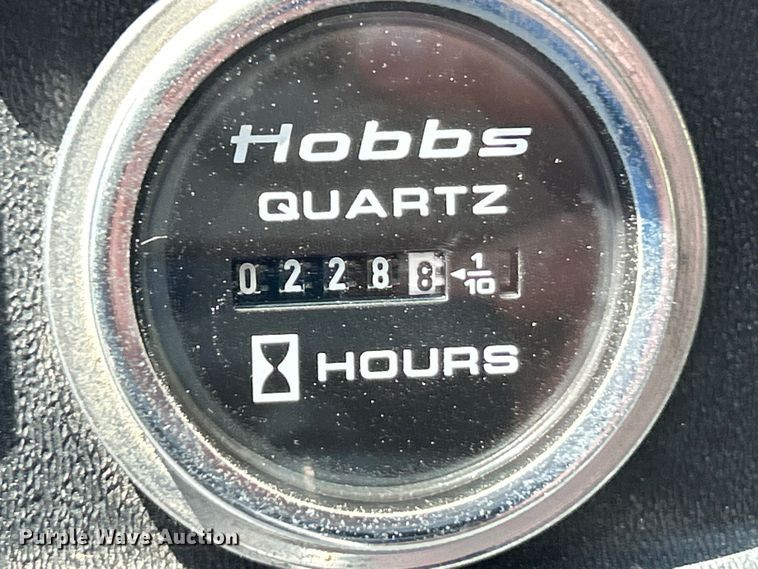 Hobbs
QUARTZ
02288 1/10
HOURS
Purple Wave Auction